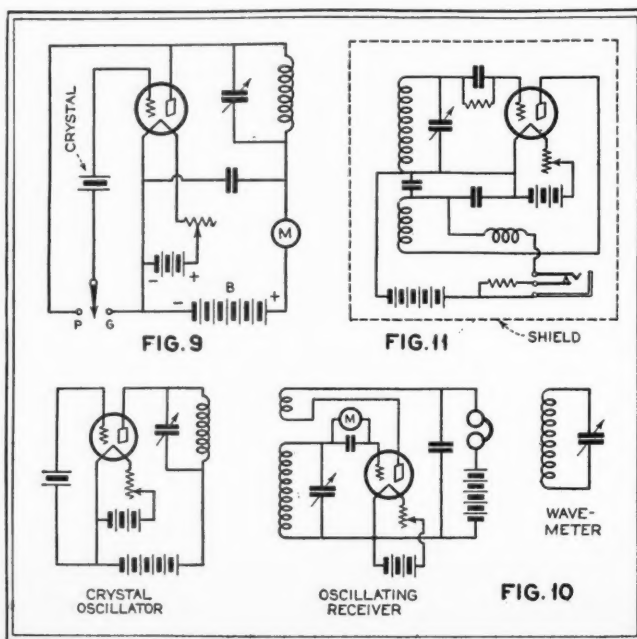 CRYSTAL
M
- +
P G
- B +
FIG. 9
FIG. 11
SHIELD
M
CRYSTAL
OSCILLATOR
OSCILLATING
RECEIVER
WAVE-
METER
FIG. 10